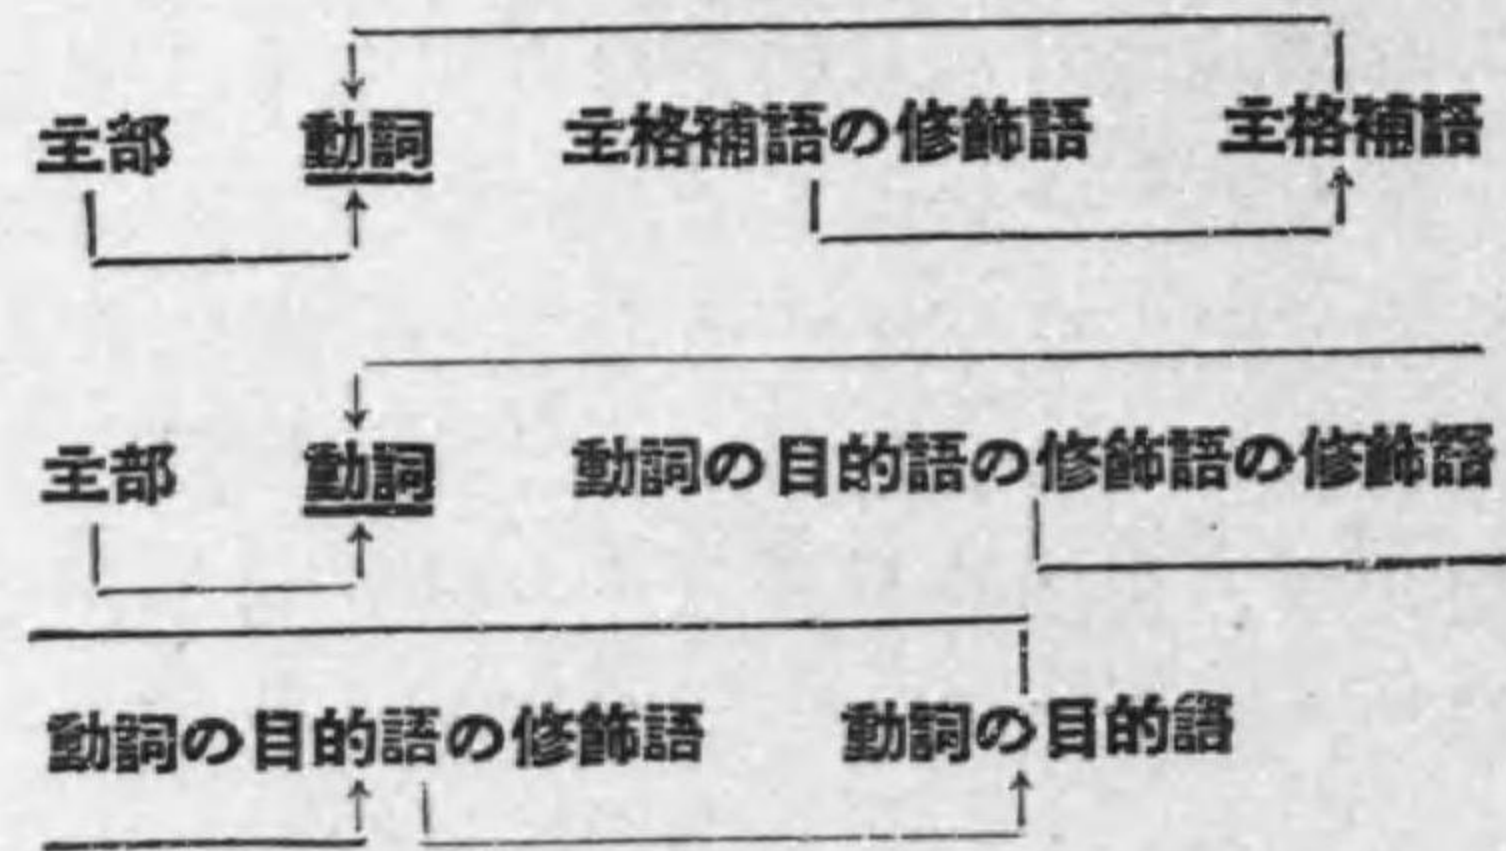 主部 動詞 主格補語の修飾語 主格補語
主部 動詞 動詞の目的語の修飾語の修飾語
動詞の目的語の修飾語 動詞の目的語